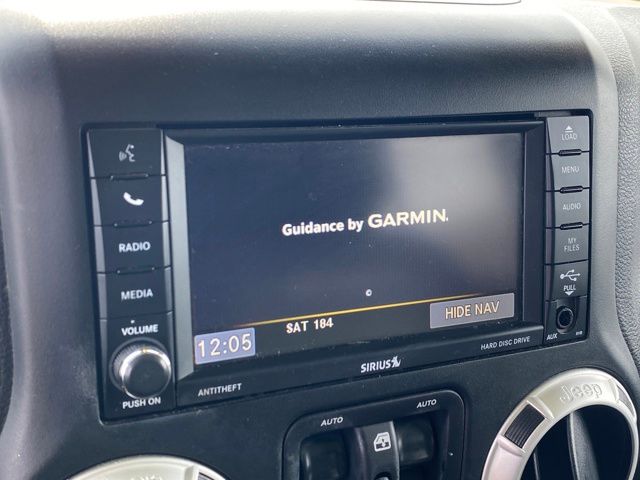 RADIO
MEDIA
VOLUME
PUSH ON
Guidance by GARMIN.
©
SAT 184
HIDE NAV
12:05
ANTITHEFT
SIRIUS
HARD DISC DRIVE
LOAD
MENU
AUDIO
MY
FILES
PULL
AUX
AUTO
AUTO
Jeep